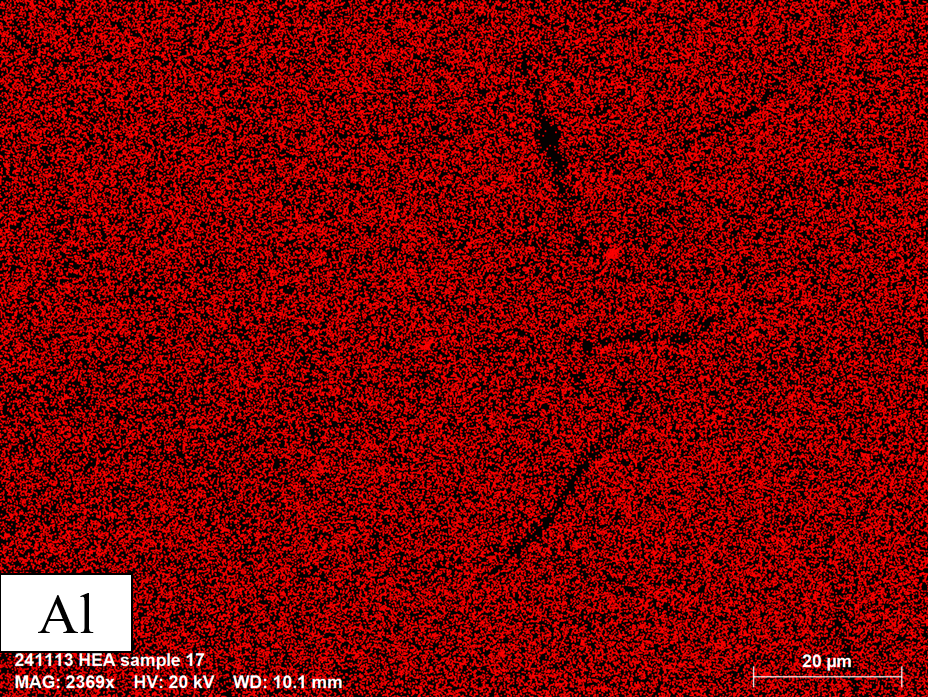 Al
241113 HEA sample 17
MAG: 2369x HV: 20 kV WD: 10.1 mm
20 µm